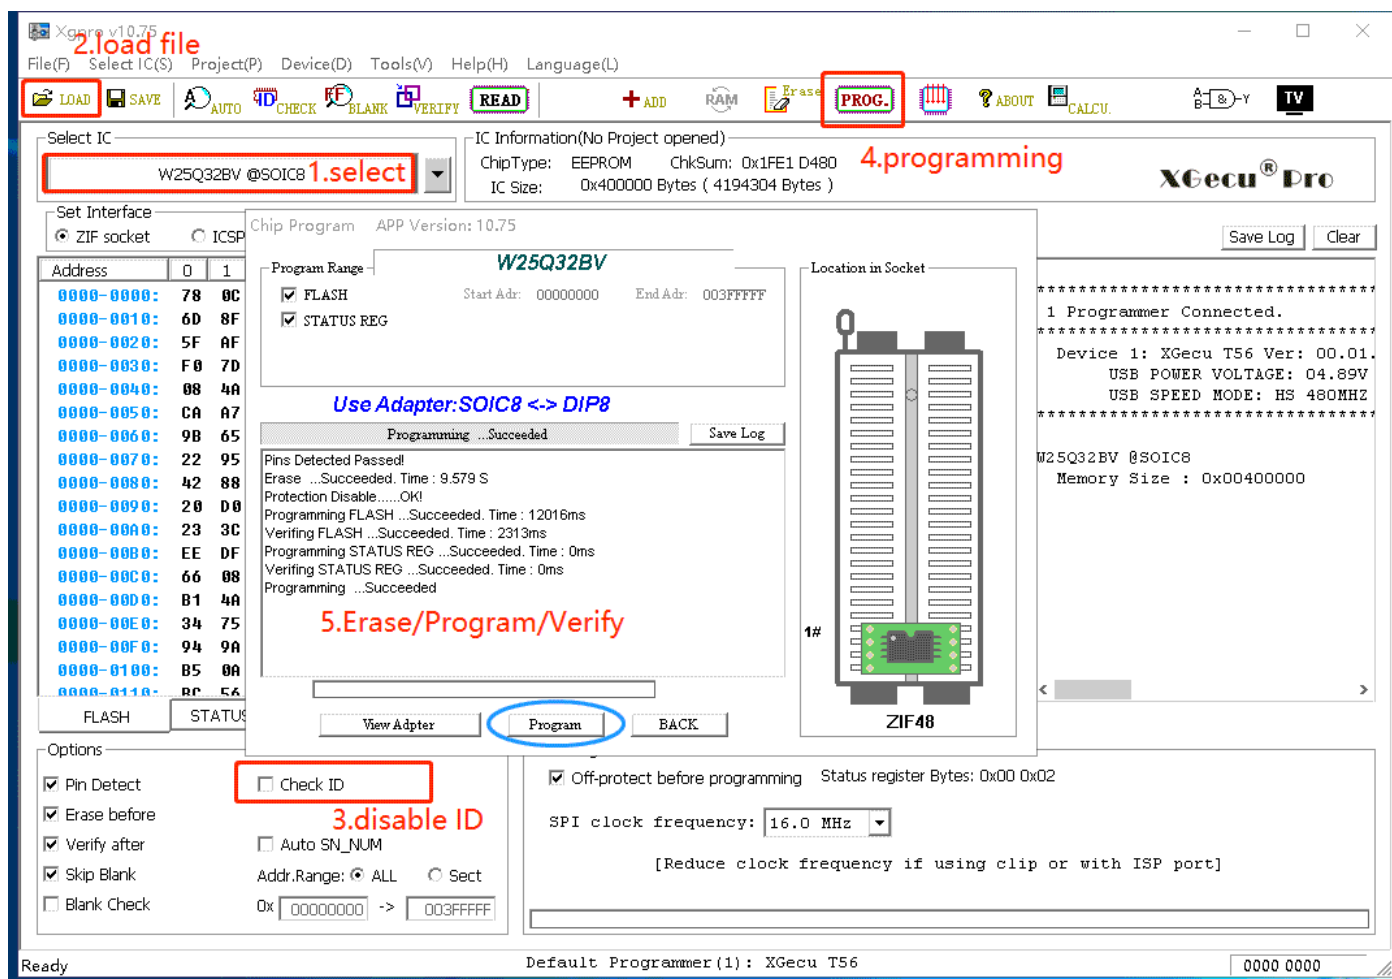 Xgpro v10.75
2.load file
File(F) Select IC(S) Project(P) Device(D) Tools(V) Help(H) Language(L)
LOAD SAVE AUTO CHECK BLANK VERIFY READ ADD RAM Erase PROG. ABOUT CALCU. TV
Select IC
W25Q32BV @SOIC8
1.select
IC Information(No Project opened)
ChipType: EEPROM ChkSum: 0x1FE1 D480
IC Size: 0x400000 Bytes ( 4194304 Bytes )
4.programming
XGecu® Pro
Set Interface
ZIF socket ICSP
Save Log Clear
Address 0 1
0000-0000: 78 0C
0000-0010: 6D 8F
0000-0020: 5F AF
0000-0030: F0 7D
0000-0040: 08 4A
0000-0050: CA A7
0000-0060: 9B 65
0000-0070: 22 95
0000-0080: 42 88
0000-0090: 20 D0
0000-00A0: 23 3C
0000-00B0: EE DF
0000-00C0: 66 08
0000-00D0: B1 4A
0000-00E0: 34 75
0000-00F0: 94 9A
0000-0100: B5 0A
0000-0110: BC 56
FLASH STATUS
Chip Program APP Version: 10.75
Program Range
W25Q32BV
FLASH Start Adr: 00000000 End Adr: 003FFFFF
STATUS REG
Use Adapter:SOIC8 <-> DIP8
Programming ...Succeeded Save Log
Pins Detected Passed!
Erase ...Succeeded. Time : 9.579 S
Protection Disable......OK!
Programming FLASH ...Succeeded. Time : 12016ms
Verifing FLASH ...Succeeded. Time : 2313ms
Programming STATUS REG ...Succeeded. Time : 0ms
Verifing STATUS REG ...Succeeded. Time : 0ms
Programming ...Succeeded
5.Erase/Program/Verify
View Adpter Program BACK
Location in Socket
1#
ZIF48
*********************************
1 Programmer Connected.
*********************************
Device 1: XGecu T56 Ver: 00.01.
USB POWER VOLTAGE: 04.89V
USB SPEED MODE: HS 480MHZ
*********************************
W25Q32BV @SOIC8
Memory Size : 0x00400000
Options
Pin Detect Check ID
3.disable ID
Erase before
Verify after Auto SN_NUM
Skip Blank Addr.Range: ALL Sect
Blank Check 0x 00000000 -> 003FFFFF
Off-protect before programming Status register Bytes: 0x00 0x02
SPI clock frequency: 16.0 MHz
[Reduce clock frequency if using clip or with ISP port]
Ready Default Programmer(1): XGecu T56 0000 0000